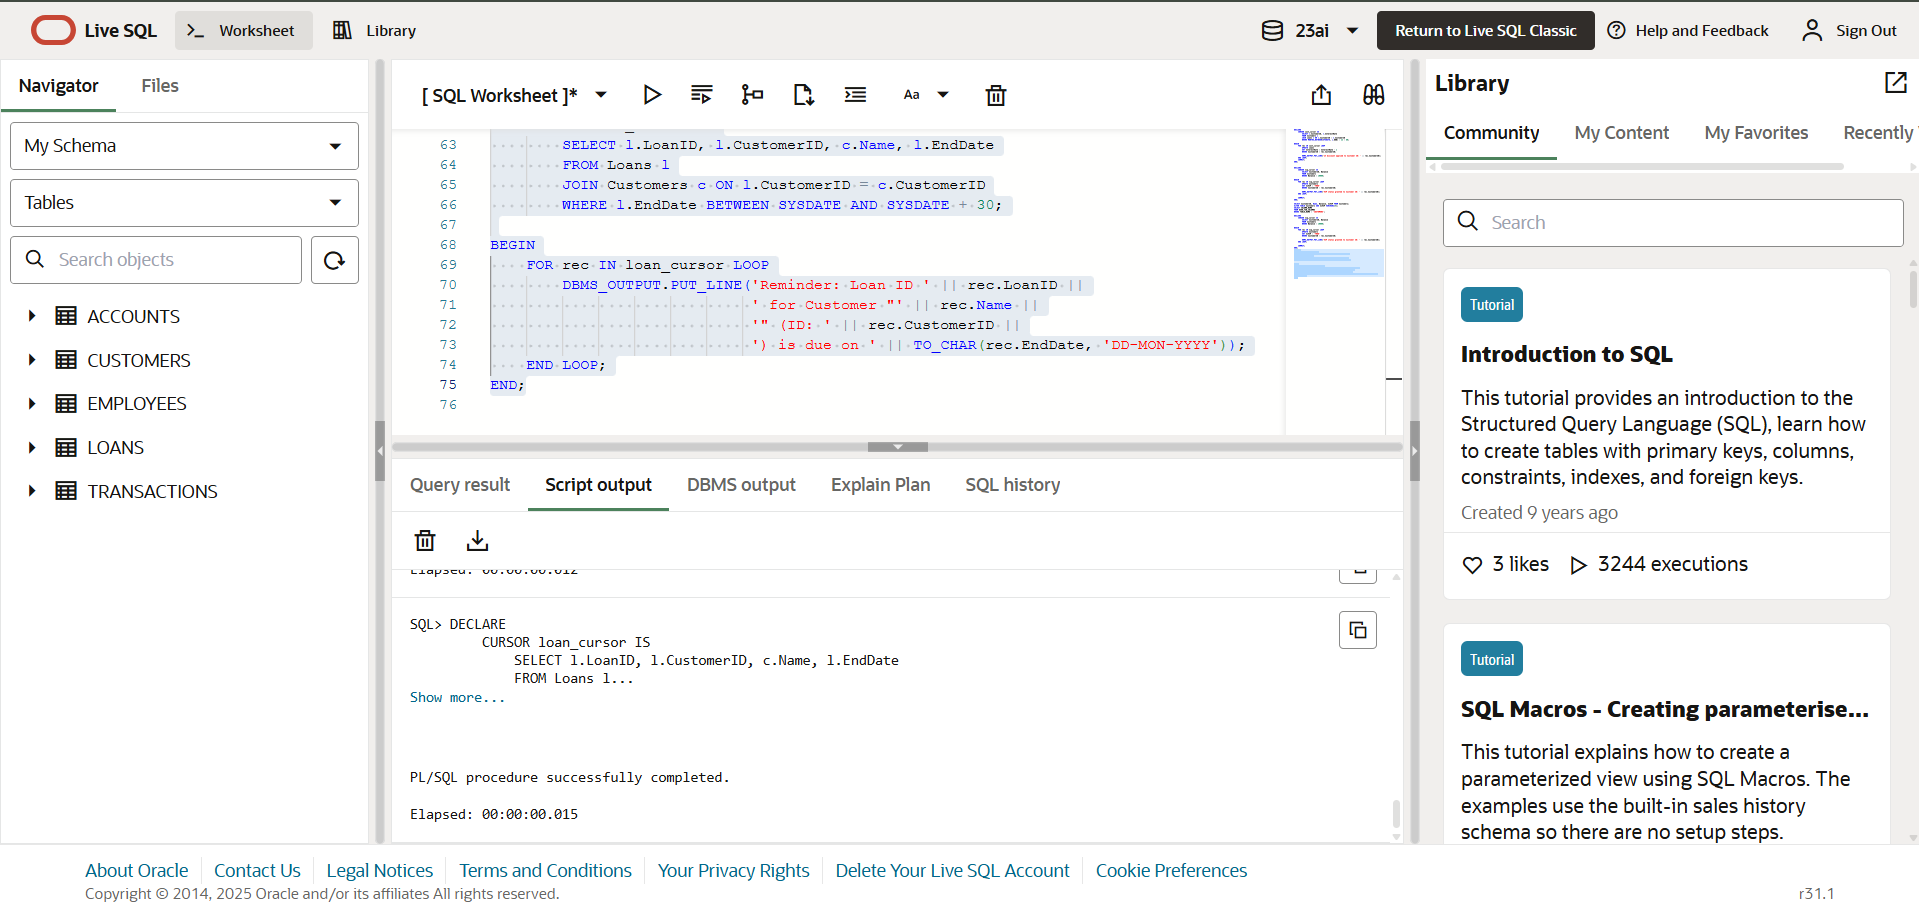 Live SQL
Worksheet
Library
23ai
Return to Live SQL Classic
Help and Feedback
Sign Out
Navigator
Files
My Schema
Tables
Search objects
ACCOUNTS
CUSTOMERS
EMPLOYEES
LOANS
TRANSACTIONS
[ SQL Worksheet ]*
Aa
63 SELECT l.LoanID, l.CustomerID, c.Name, l.EndDate
64 FROM Loans l
65 JOIN Customers c ON l.CustomerID = c.CustomerID
66 WHERE l.EndDate BETWEEN SYSDATE AND SYSDATE + 30;
67
68 BEGIN
69 FOR rec IN loan_cursor LOOP
70 DBMS_OUTPUT.PUT_LINE('Reminder: Loan ID ' || rec.LoanID ||
71 ' for Customer "' || rec.Name ||
72 '" (ID: ' || rec.CustomerID ||
73 ') is due on ' || TO_CHAR(rec.EndDate, 'DD-MON-YYYY'));
74 END LOOP;
75 END;
76
Query result
Script output
DBMS output
Explain Plan
SQL history
Elapsed: 00:00:00.012
SQL> DECLARE
CURSOR loan_cursor IS
SELECT l.LoanID, l.CustomerID, c.Name, l.EndDate
FROM Loans l...
Show more...
PL/SQL procedure successfully completed.
Elapsed: 00:00:00.015
Library
Community
My Content
My Favorites
Recently
Search
Tutorial
Introduction to SQL
This tutorial provides an introduction to the
Structured Query Language (SQL), learn how
to create tables with primary keys, columns,
constraints, indexes, and foreign keys.
Created 9 years ago
3 likes
3244 executions
Tutorial
SQL Macros - Creating parameterise...
This tutorial explains how to create a
parameterized view using SQL Macros. The
examples use the built-in sales history
schema so there are no setup steps.
About Oracle
Contact Us
Legal Notices
Terms and Conditions
Your Privacy Rights
Delete Your Live SQL Account
Cookie Preferences
Copyright © 2014, 2025 Oracle and/or its affiliates All rights reserved.
r31.1